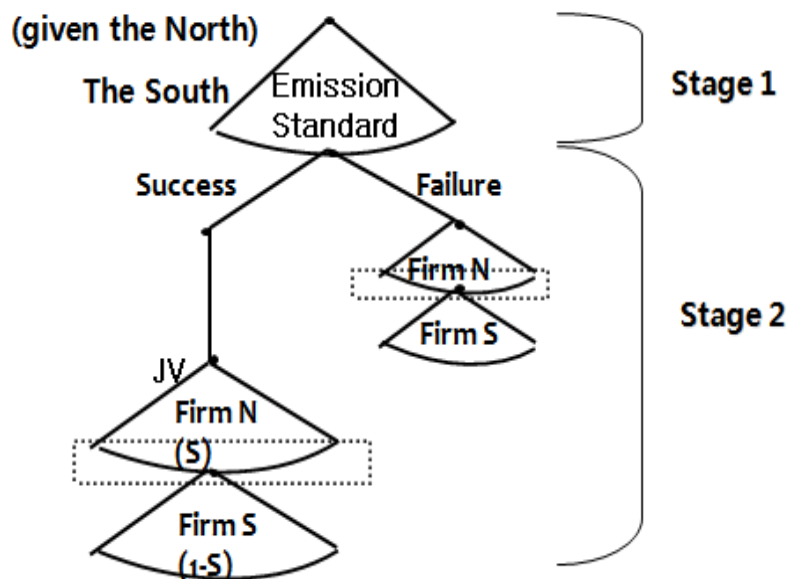 (given the North)
The South
Emission
Standard
Stage 1
Success
Failure
Firm N
Firm S
Stage 2
JV
Firm N
(S)
Firm S
(1-S)